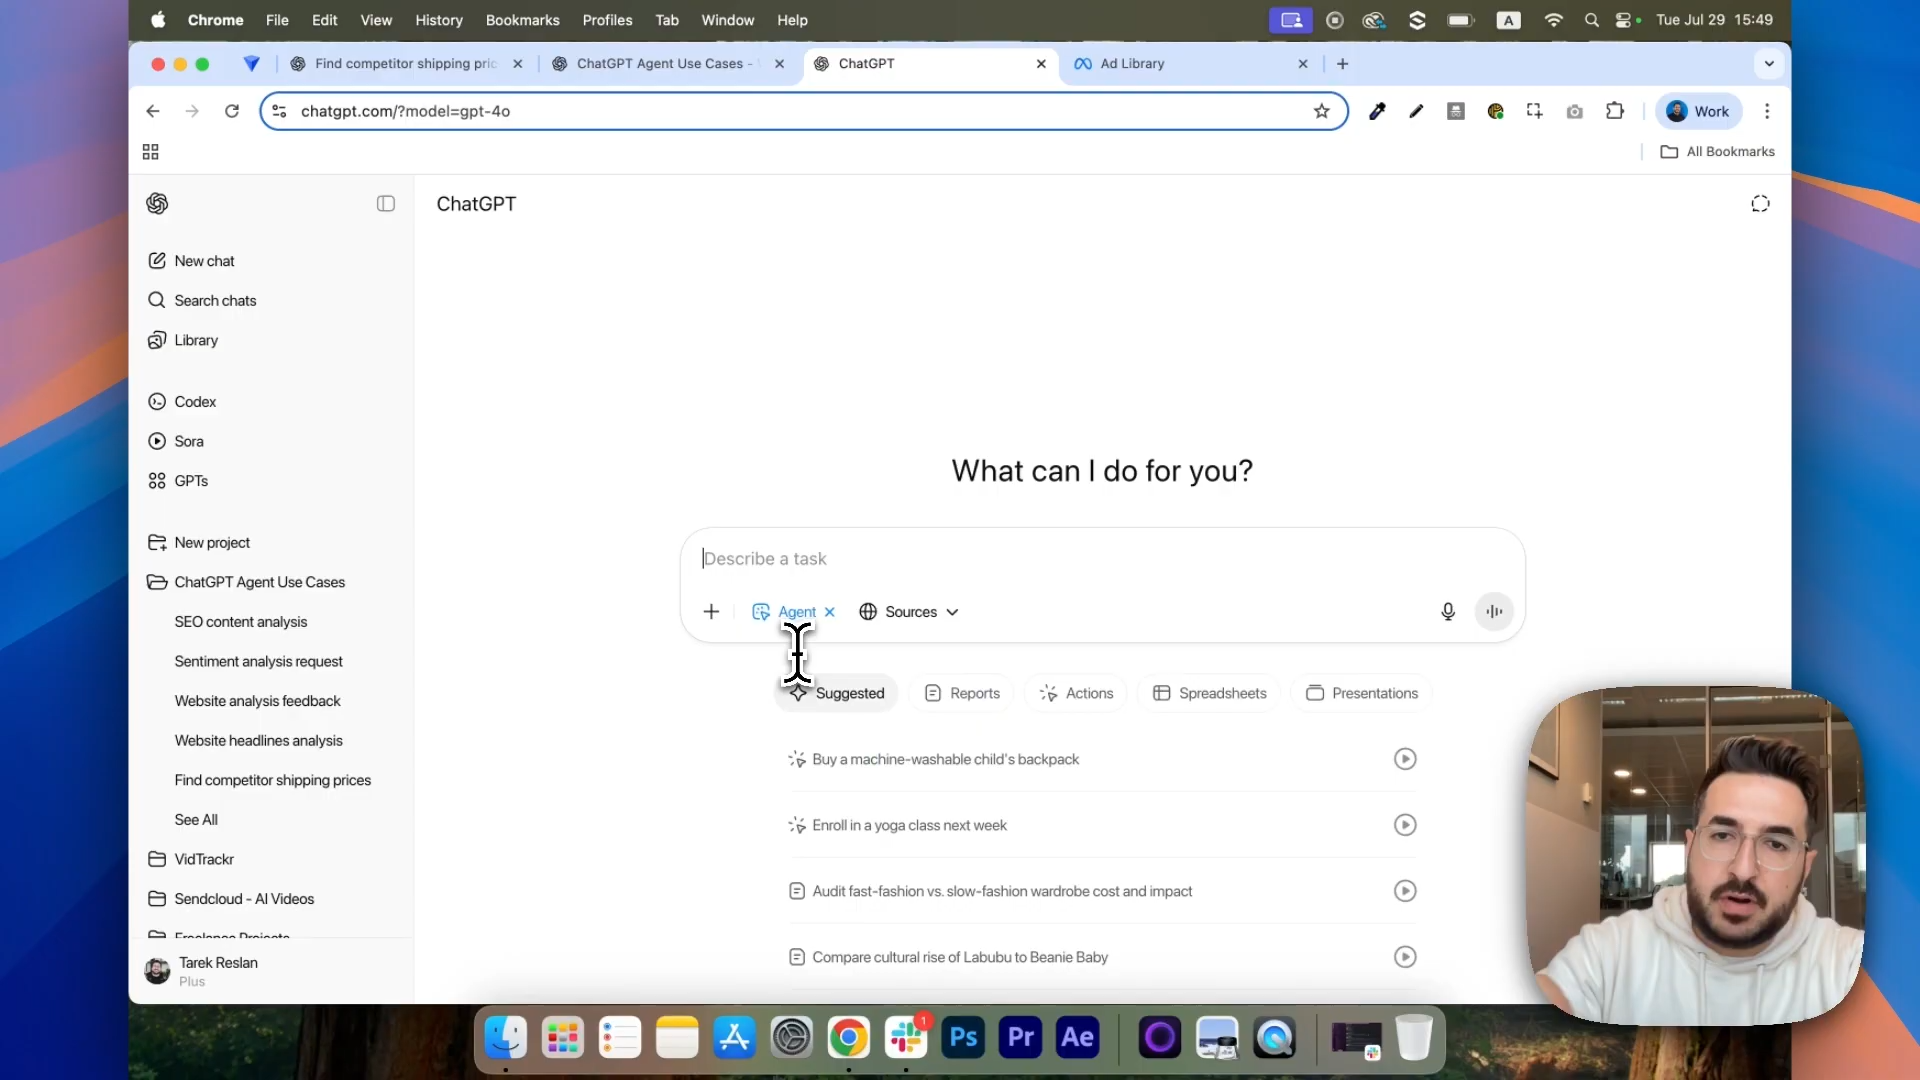 Chrome File Edit View History Bookmarks Profiles Tab Window Help A Tue Jul 29 15:49
Find competitor shipping pric ChatGPT Agent Use Cases - ChatGPT Ad Library
chatgpt.com/?model=gpt-4o Work
All Bookmarks
ChatGPT
New chat
Search chats
Library
Codex
Sora
GPTs
New project
ChatGPT Agent Use Cases
SEO content analysis
Sentiment analysis request
Website analysis feedback
Website headlines analysis
Find competitor shipping prices
See All
VidTrackr
Sendcloud - AI Videos
Freelance Projects
Tarek Reslan
Plus
What can I do for you?
Describe a task
Agent Sources
Suggested Reports Actions Spreadsheets Presentations
Buy a machine-washable child's backpack
Enroll in a yoga class next week
Audit fast-fashion vs. slow-fashion wardrobe cost and impact
Compare cultural rise of Labubu to Beanie Baby
1
Ps Pr Ae